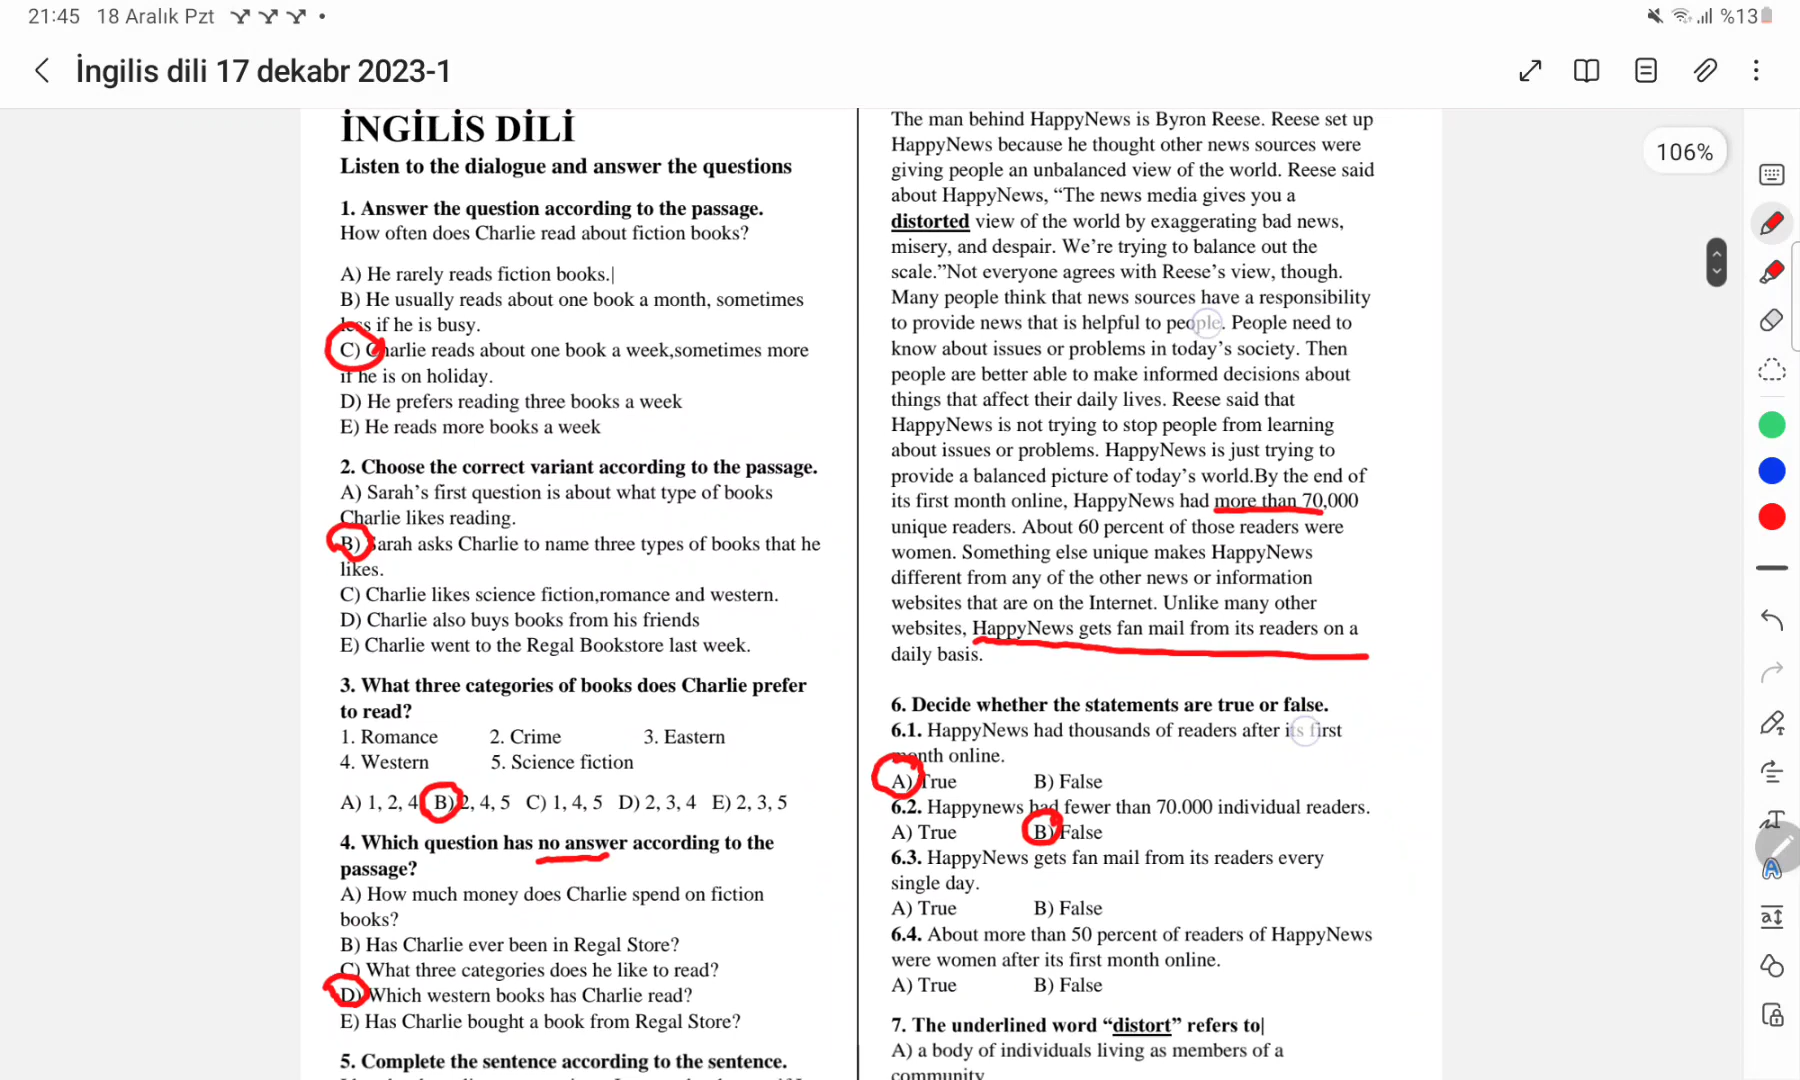 21:45 18 Aralık Pzt
%13
İngilis dili 17 dekabr 2023-1
106%
İNGİLİS DİLİ
Listen to the dialogue and answer the questions
1. Answer the question according to the passage.
How often does Charlie read about fiction books?
A) He rarely reads fiction books.
B) He usually reads about one book a month, sometimes
less if he is busy.
C) Charlie reads about one book a week,sometimes more
if he is on holiday.
D) He prefers reading three books a week
E) He reads more books a week
2. Choose the correct variant according to the passage.
A) Sarah’s first question is about what type of books
Charlie likes reading.
B) Sarah asks Charlie to name three types of books that he
likes.
C) Charlie likes science fiction,romance and western.
D) Charlie also buys books from his friends
E) Charlie went to the Regal Bookstore last week.
3. What three categories of books does Charlie prefer
to read?
1. Romance 2. Crime 3. Eastern
4. Western 5. Science fiction
A) 1, 2, 4 B) 2, 4, 5 C) 1, 4, 5 D) 2, 3, 4 E) 2, 3, 5
4. Which question has no answer according to the
passage?
A) How much money does Charlie spend on fiction
books?
B) Has Charlie ever been in Regal Store?
C) What three categories does he like to read?
D) Which western books has Charlie read?
E) Has Charlie bought a book from Regal Store?
5. Complete the sentence according to the sentence.
The man behind HappyNews is Byron Reese. Reese set up
HappyNews because he thought other news sources were
giving people an unbalanced view of the world. Reese said
about HappyNews, “The news media gives you a
distorted view of the world by exaggerating bad news,
misery, and despair. We’re trying to balance out the
scale.”Not everyone agrees with Reese’s view, though.
Many people think that news sources have a responsibility
to provide news that is helpful to people. People need to
know about issues or problems in today’s society. Then
people are better able to make informed decisions about
things that affect their daily lives. Reese said that
HappyNews is not trying to stop people from learning
about issues or problems. HappyNews is just trying to
provide a balanced picture of today’s world.By the end of
its first month online, HappyNews had more than 70,000
unique readers. About 60 percent of those readers were
women. Something else unique makes HappyNews
different from any of the other news or information
websites that are on the Internet. Unlike many other
websites, HappyNews gets fan mail from its readers on a
daily basis.
6. Decide whether the statements are true or false.
6.1. HappyNews had thousands of readers after its first
month online.
A) True B) False
6.2. Happynews had fewer than 70.000 individual readers.
A) True B) False
6.3. HappyNews gets fan mail from its readers every
single day.
A) True B) False
6.4. About more than 50 percent of readers of HappyNews
were women after its first month online.
A) True B) False
7. The underlined word “distort” refers to
A) a body of individuals living as members of a
community